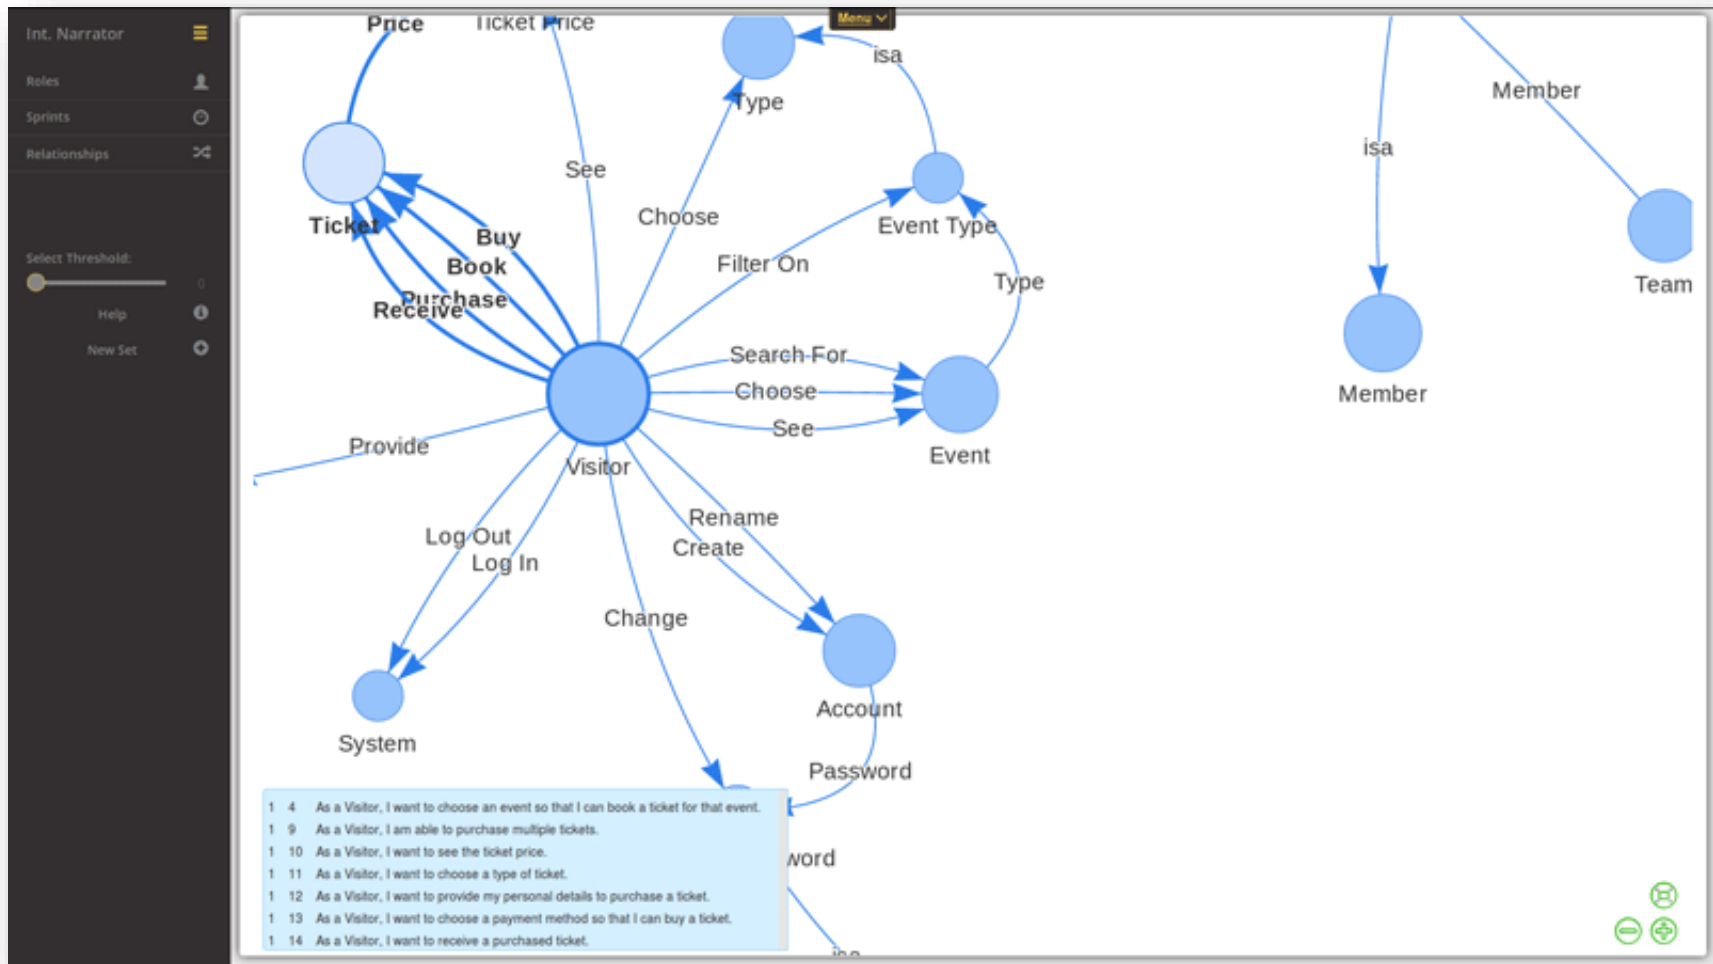 Int. Narrator
Roles
Sprints
Relationships
Select Threshold:
0
Help
New Set
Menu
Price
Ticket Price
Type
isa
Member
isa
See
Ticket
Choose
Event Type
Buy
Book
Filter On
Type
Team
Purchase
Receive
Search For
Choose
See
Member
Provide
Visitor
Event
Rename
Log Out
Create
Log In
Change
Account
System
Password
word
isa
1 4 As a Visitor, I want to choose an event so that I can book a ticket for that event.
1 9 As a Visitor, I am able to purchase multiple tickets.
1 10 As a Visitor, I want to see the ticket price.
1 11 As a Visitor, I want to choose a type of ticket.
1 12 As a Visitor, I want to provide my personal details to purchase a ticket.
1 13 As a Visitor, I want to choose a payment method so that I can buy a ticket.
1 14 As a Visitor, I want to receive a purchased ticket.